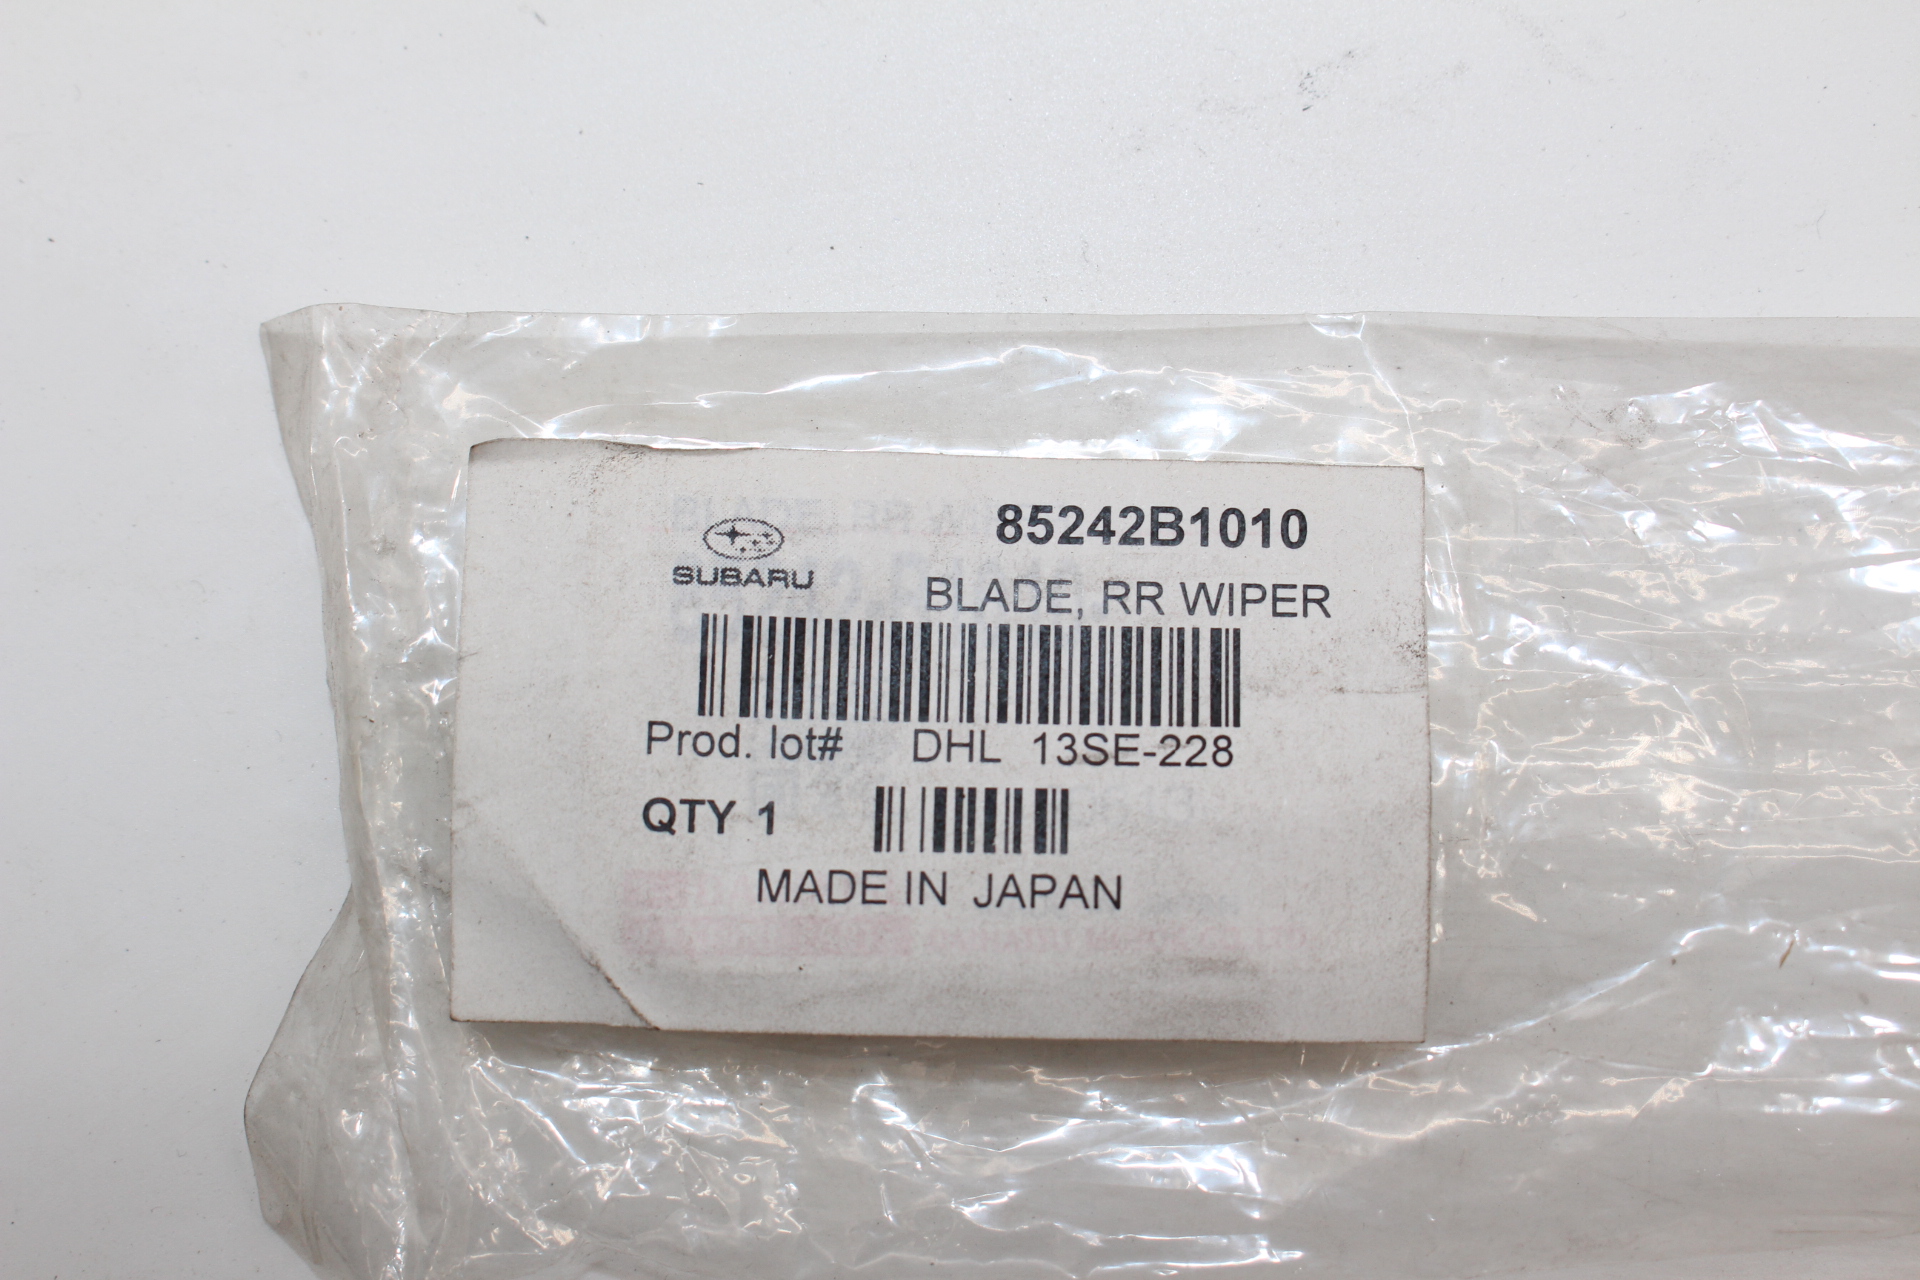 85242B1010
SUBARU
BLADE, RR WIPER
Prod. lot# DHL 13SE-228
QTY 1
MADE IN JAPAN